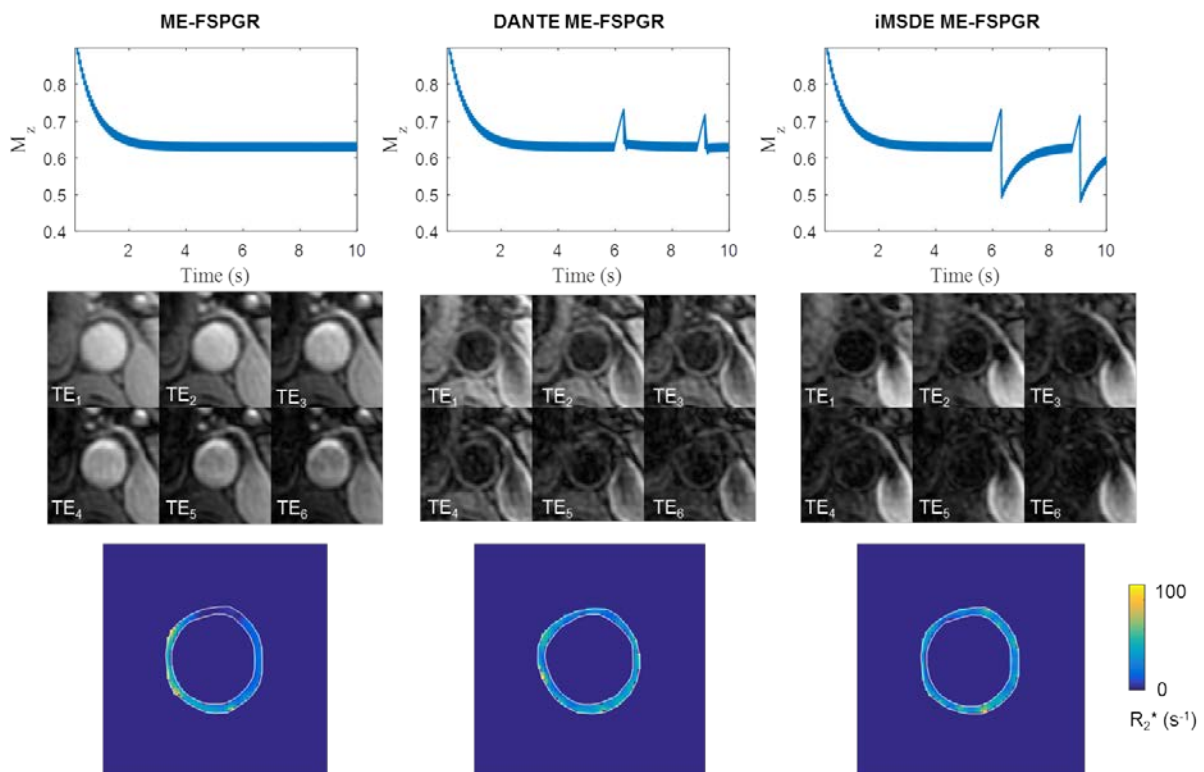 ME-FSPGR DANTE ME-FSPGR iMSDE ME-FSPGR
0.8 0.8 0.8
0.7 0.7 0.7
M_z M_z M_z
0.6 0.6 0.6
0.5 0.5 0.5
0.4 0.4 0.4
2 4 6 8 10 2 4 6 8 10 2 4 6 8 10
Time (s) Time (s) Time (s)
TE1 TE2 TE3 TE1 TE2 TE3 TE1 TE2 TE3
TE4 TE5 TE6 TE4 TE5 TE6 TE4 TE5 TE6
100
0
R2* (s-1)